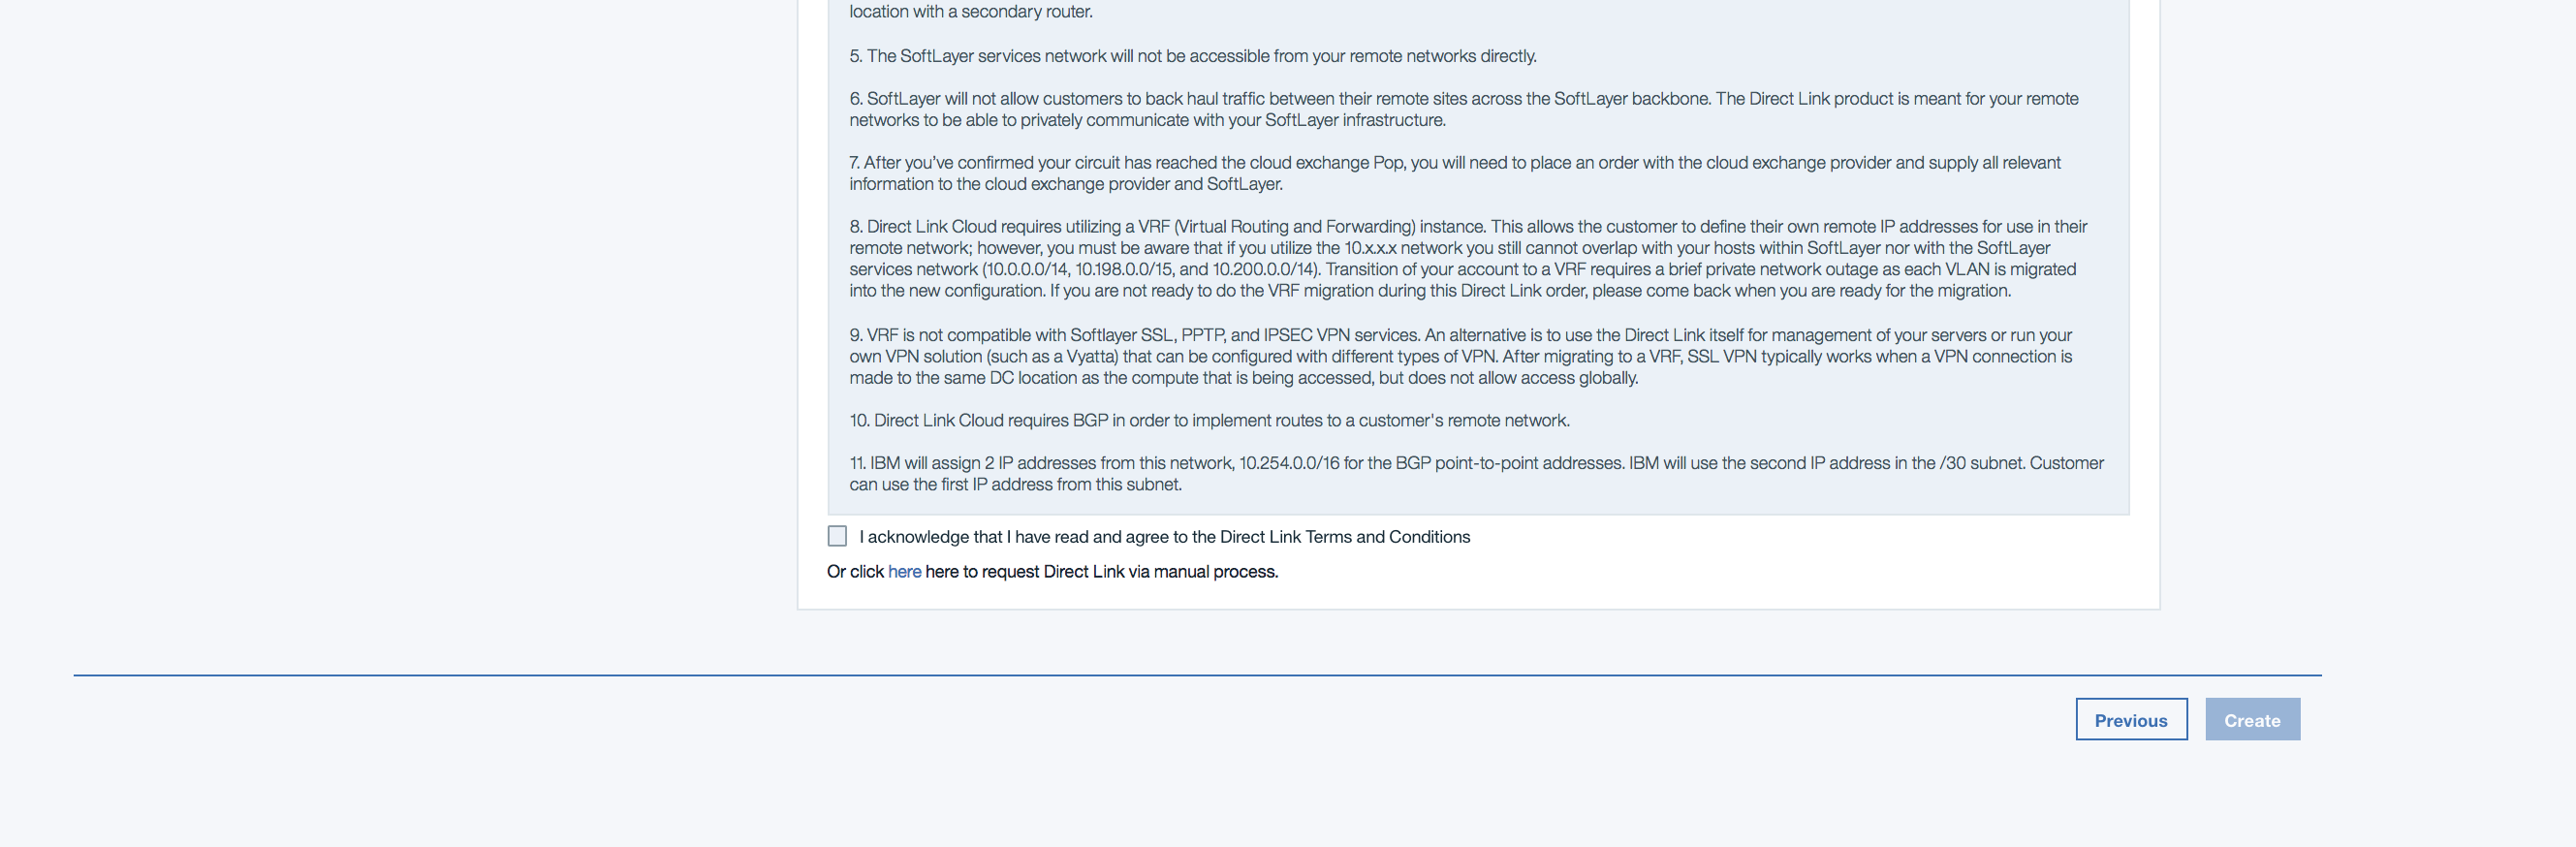 location with a secondary router.
5. The SoftLayer services network will not be accessible from your remote networks directly.
6. SoftLayer will not allow customers to back haul traffic between their remote sites across the SoftLayer backbone. The Direct Link product is meant for your remote
networks to be able to privately communicate with your SoftLayer infrastructure.
7. After you've confirmed your circuit has reached the cloud exchange Pop, you will need to place an order with the cloud exchange provider and supply all relevant
information to the cloud exchange provider and SoftLayer.
8. Direct Link Cloud requires utilizing a VRF (Virtual Routing and Forwarding) instance. This allows the customer to define their own remote IP addresses for use in their
remote network; however, you must be aware that if you utilize the 10.x.x.x network you still cannot overlap with your hosts within SoftLayer nor with the SoftLayer
services network (10.0.0.0/14, 10.198.0.0/15, and 10.200.0.0/14). Transition of your account to a VRF requires a brief private network outage as each VLAN is migrated
into the new configuration. If you are not ready to do the VRF migration during this Direct Link order, please come back when you are ready for the migration.
9. VRF is not compatible with Softlayer SSL, PPTP, and IPSEC VPN services. An alternative is to use the Direct Link itself for management of your servers or run your
own VPN solution (such as a Vyatta) that can be configured with different types of VPN. After migrating to a VRF, SSL VPN typically works when a VPN connection is
made to the same DC location as the compute that is being accessed, but does not allow access globally.
10. Direct Link Cloud requires BGP in order to implement routes to a customer's remote network.
11. IBM will assign 2 IP addresses from this network, 10.254.0.0/16 for the BGP point-to-point addresses. IBM will use the second IP address in the /30 subnet. Customer
can use the first IP address from this subnet.
I acknowledge that I have read and agree to the Direct Link Terms and Conditions
Or click here here to request Direct Link via manual process.
Previous Create